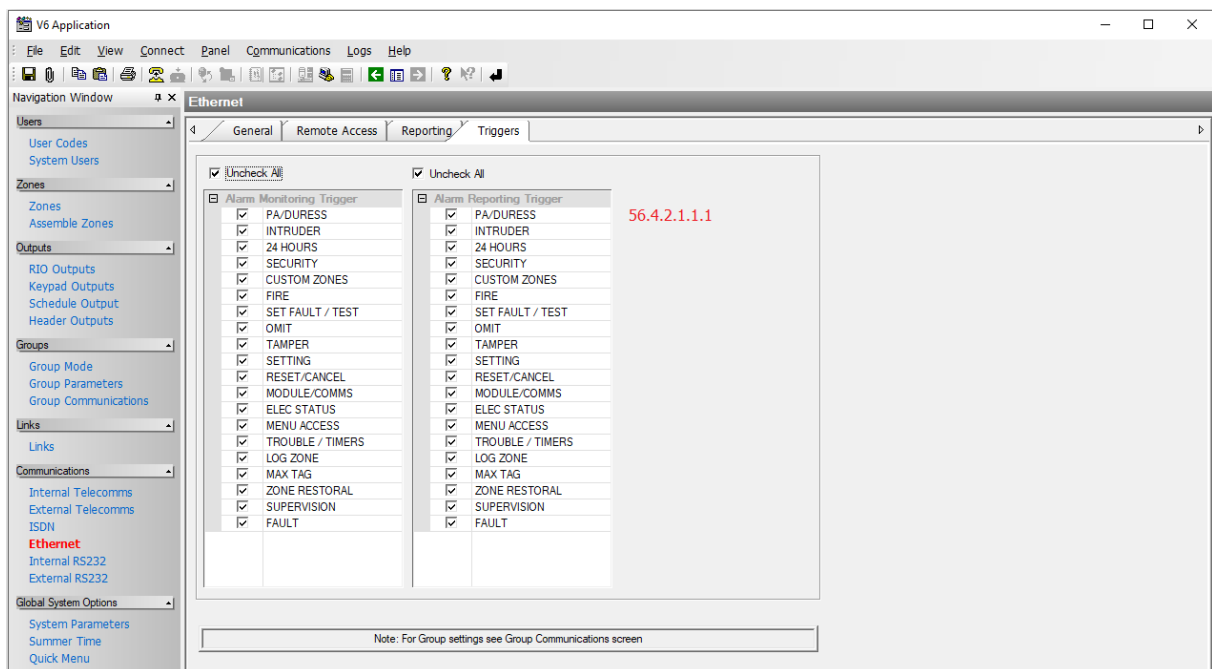 V6 Application
File Edit View Connect Panel Communications Logs Help
Navigation Window
Users
User Codes
System Users
Zones
Zones
Assemble Zones
Outputs
RIO Outputs
Keypad Outputs
Schedule Output
Header Outputs
Groups
Group Mode
Group Parameters
Group Communications
Links
Links
Communications
Internal Telecomms
External Telecomms
ISDN
Ethernet
Internal RS232
External RS232
Global System Options
System Parameters
Summer Time
Quick Menu
Ethernet
General Remote Access Reporting Triggers
Uncheck All
Alarm Monitoring Trigger
PA/DURESS
INTRUDER
24 HOURS
SECURITY
CUSTOM ZONES
FIRE
SET FAULT / TEST
OMIT
TAMPER
SETTING
RESET/CANCEL
MODULE/COMMS
ELEC STATUS
MENU ACCESS
TROUBLE / TIMERS
LOG ZONE
MAX TAG
ZONE RESTORAL
SUPERVISION
FAULT
Uncheck All
Alarm Reporting Trigger
PA/DURESS
INTRUDER
24 HOURS
SECURITY
CUSTOM ZONES
FIRE
SET FAULT / TEST
OMIT
TAMPER
SETTING
RESET/CANCEL
MODULE/COMMS
ELEC STATUS
MENU ACCESS
TROUBLE / TIMERS
LOG ZONE
MAX TAG
ZONE RESTORAL
SUPERVISION
FAULT
56.4.2.1.1.1
Note: For Group settings see Group Communications screen